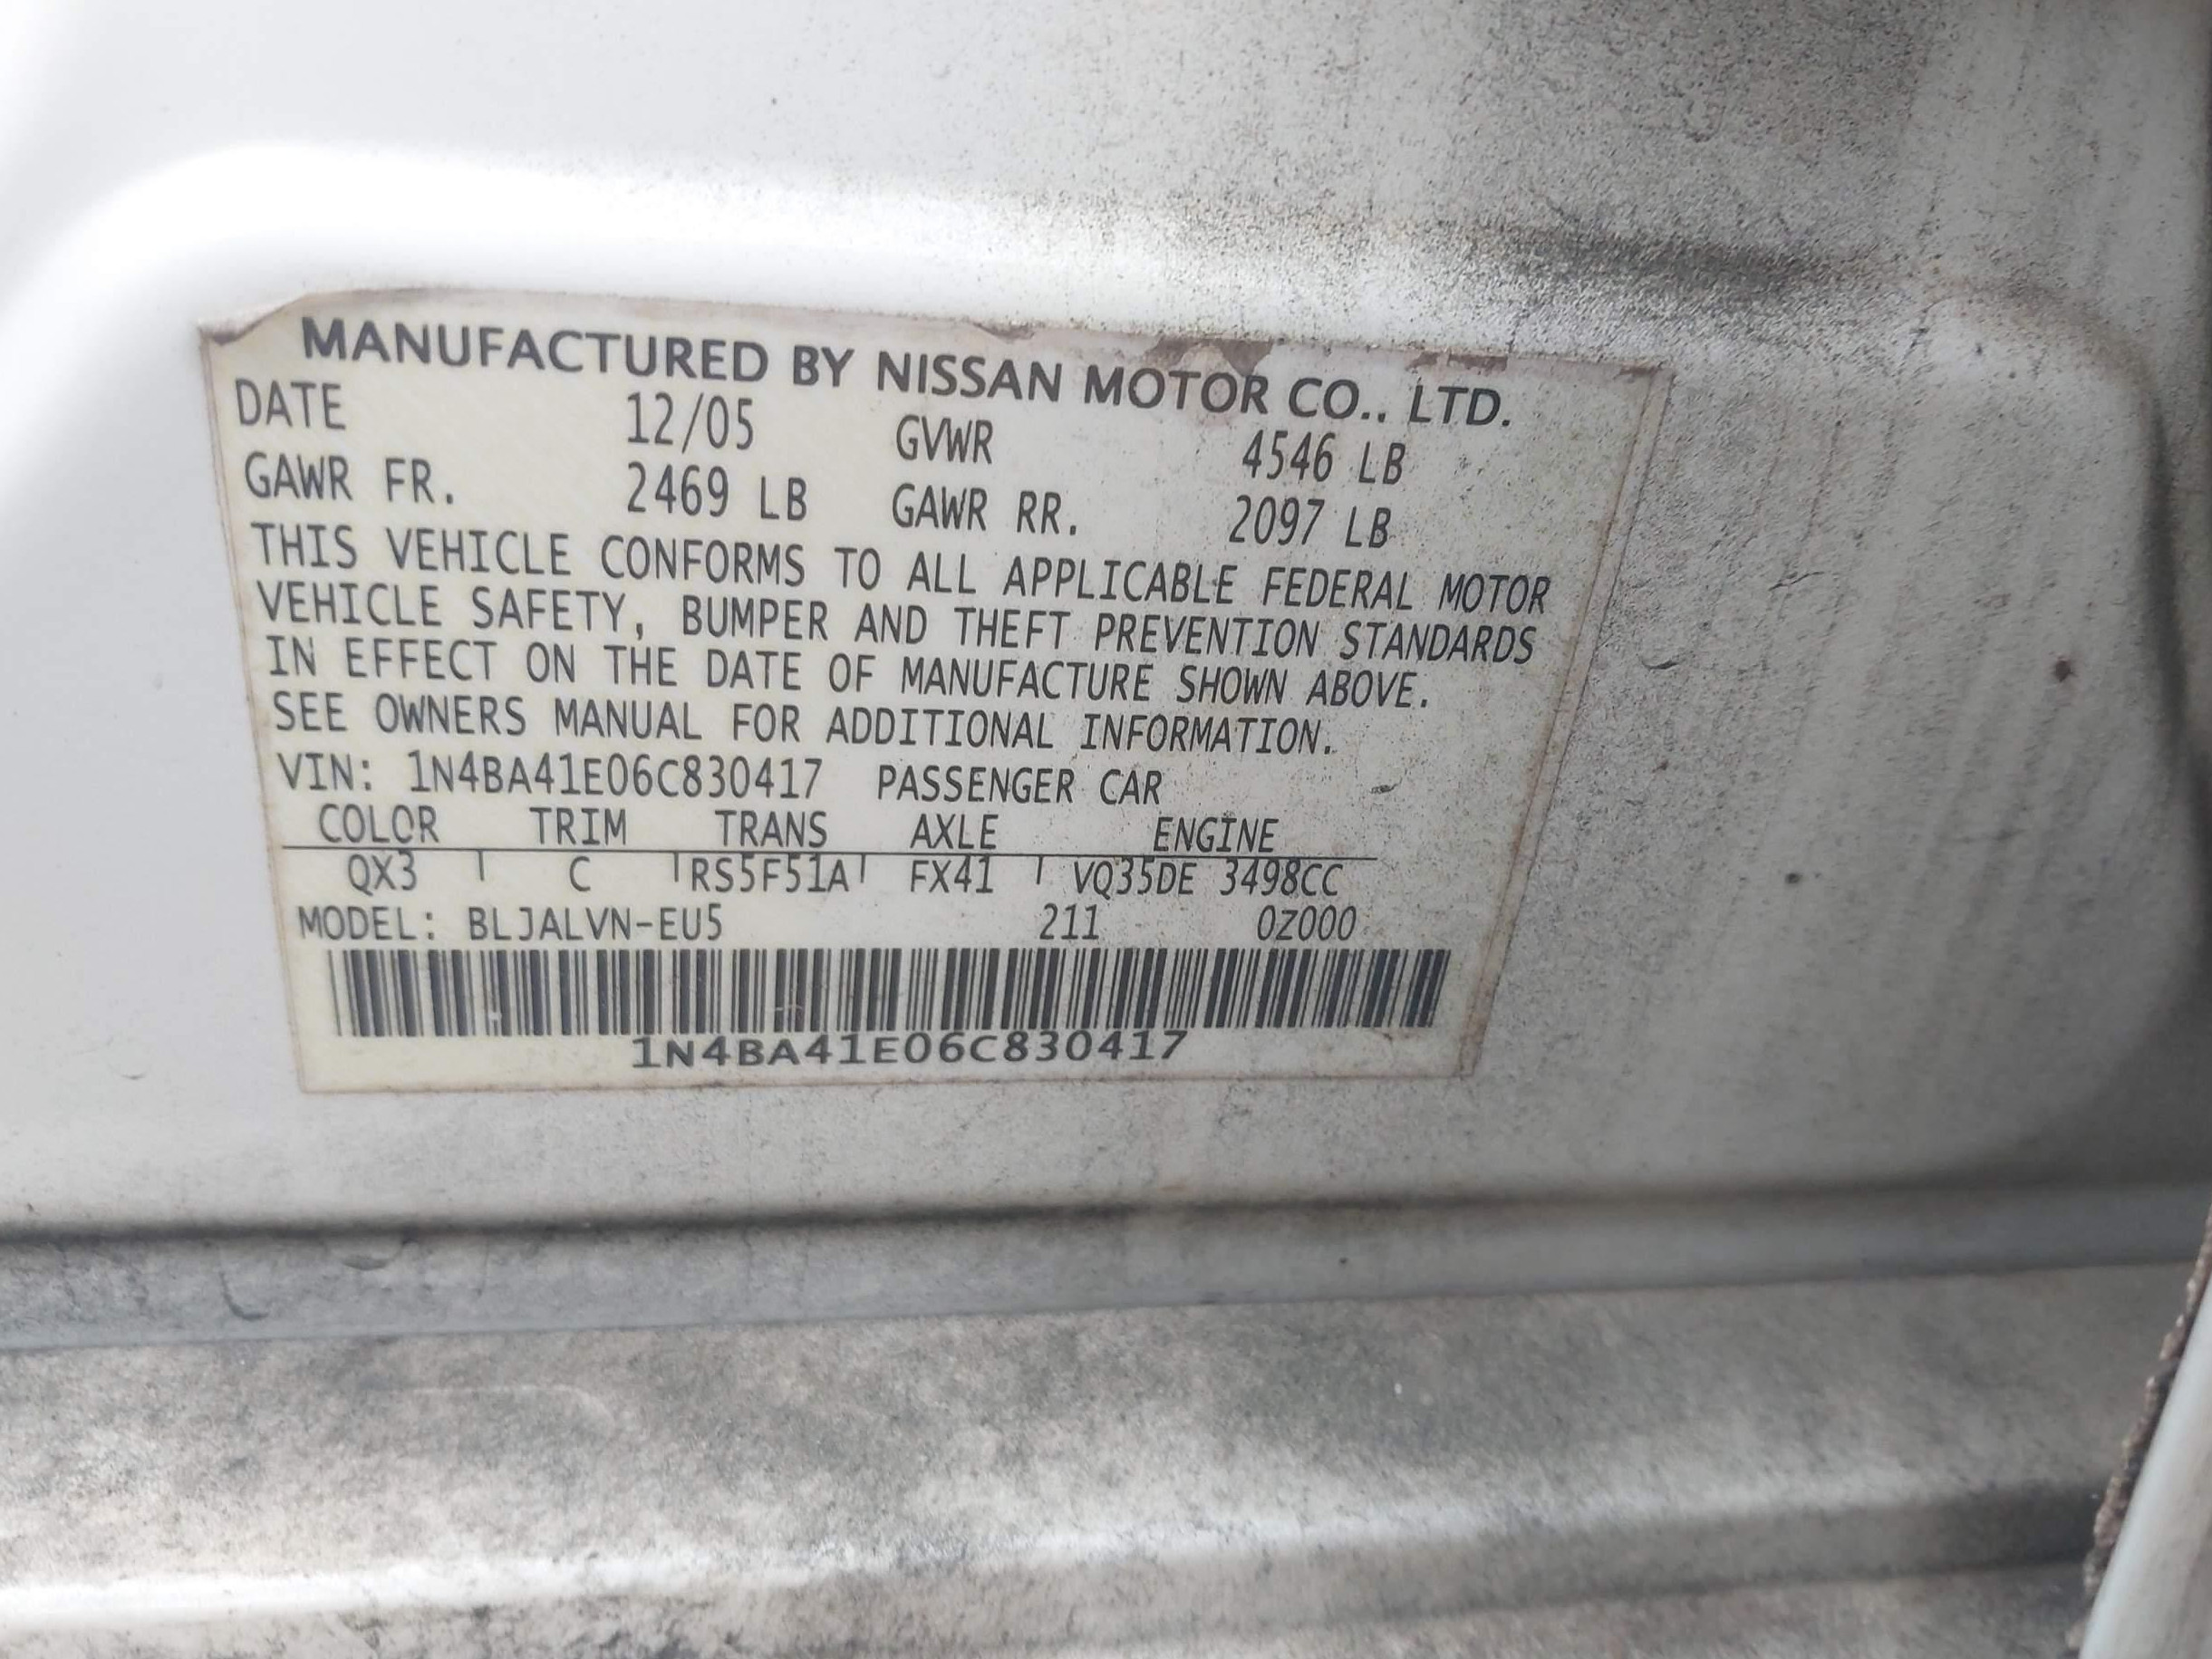 MANUFACTURED BY NISSAN MOTOR CO., LTD.
DATE 12/05 GVWR 4546 LB
GAWR FR. 2469 LB GAWR RR. 2097 LB
THIS VEHICLE CONFORMS TO ALL APPLICABLE FEDERAL MOTOR
VEHICLE SAFETY, BUMPER AND THEFT PREVENTION STANDARDS
IN EFFECT ON THE DATE OF MANUFACTURE SHOWN ABOVE.
SEE OWNERS MANUAL FOR ADDITIONAL INFORMATION.
VIN: 1N4BA41E06C830417 PASSENGER CAR
COLOR TRIM TRANS AXLE ENGINE
QX3 C RS5F51A FX41 VQ35DE 3498CC
MODEL: BLJALVN-EU5 211 0Z000
1N4BA41E06C830417